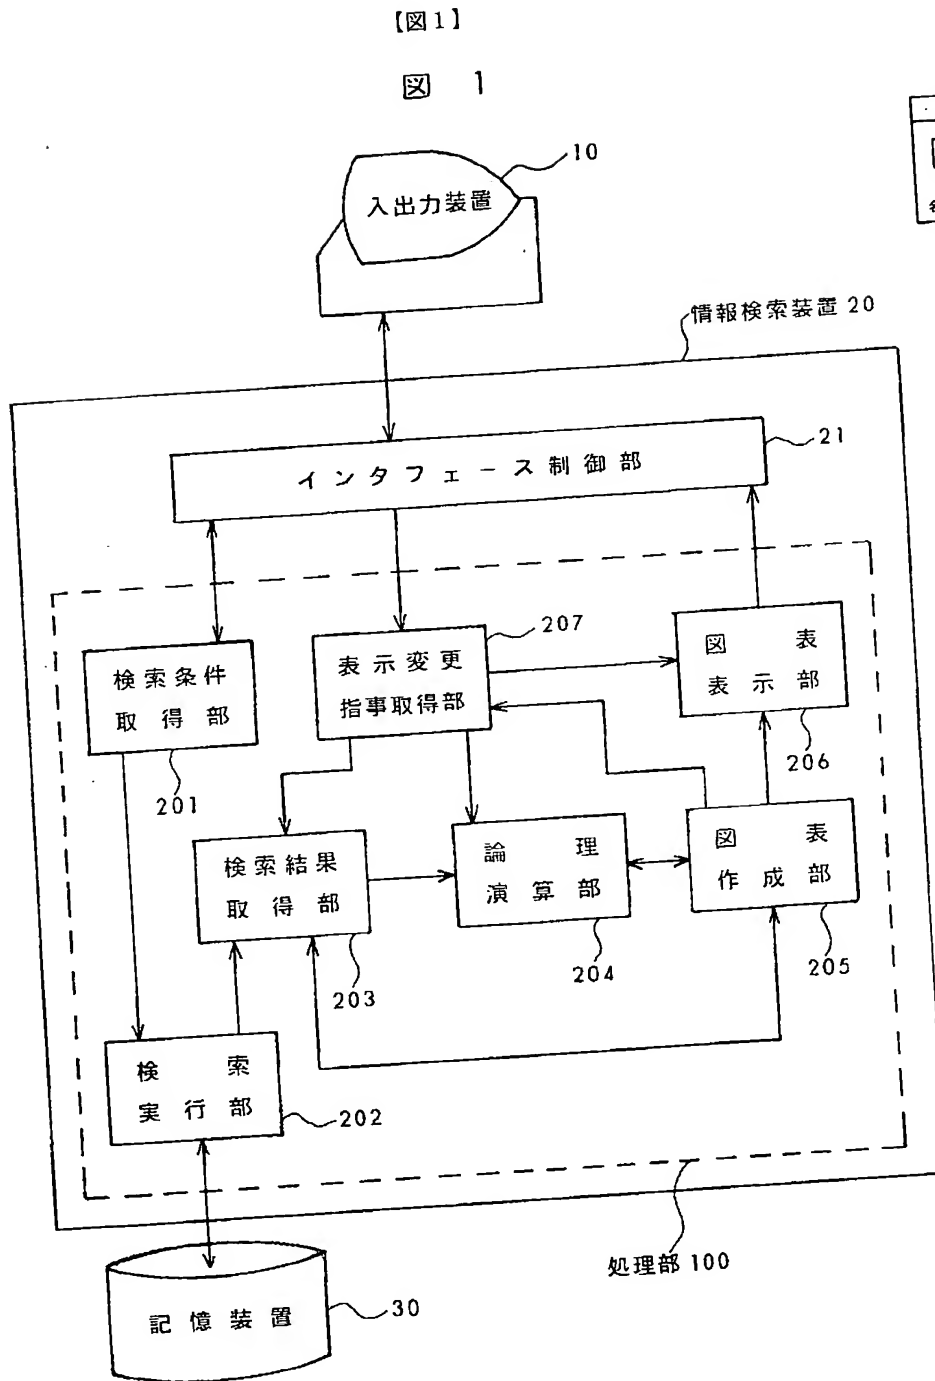 【図1】
図 1
10
入出力装置
情報検索装置 20
21
インタフェース制御部
207
検索条件
取得部
表示変更
指事取得部
図表
表示部
201
206
検索結果
取得部
論理
演算部
図表
作成部
203
204
205
検索
実行部
202
処理部 100
記憶装置
30